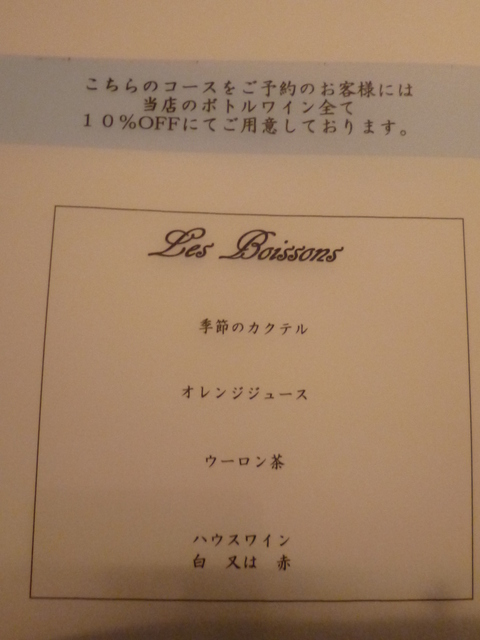 こちらのコースをご予約のお客様には
当店のボトルワイン全て
１０％OFFにてご用意しております。
Les Boissons
季節のカクテル
オレンジジュース
ウーロン茶
ハウスワイン
白　又は　赤